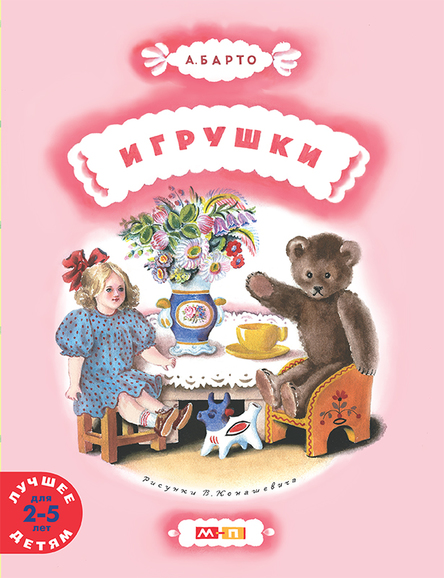 А.БАРТО
ИГРУШКИ
Рисунки В.Конашевича
ЛУЧШЕЕ
для
2-5
лет
ДЕТЯМ
М-П